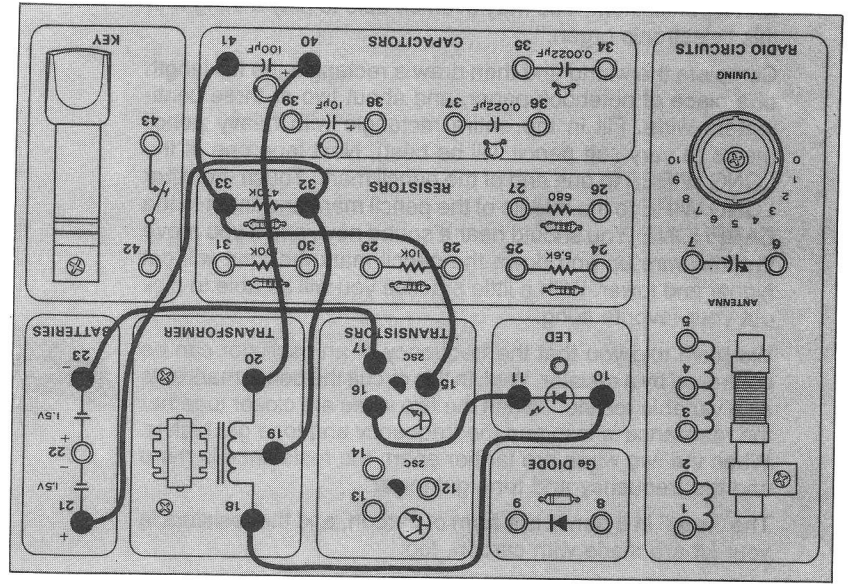 1
2
3
4
5
ANTENNA
6
7
0
1
2
3
4
5
6
7
8
9
10
TUNING
RADIO CIRCUITS
8
9
Ge DIODE
10
11
LED
12
13
14
2SC
15
16
17
2SC
TRANSISTORS
18
19
20
TRANSFORMER
+
21
1.5V
−
22
+
1.5V
−
23
BATTERIES
24 5.6K 25
28 10K 29
30 100K 31
26 680 27
32 470K 33
RESISTORS
36 0.022µF 37
38 + 10µF 39
34 0.0022µF 35
40 + 100µF 41
CAPACITORS
42
43
KEY